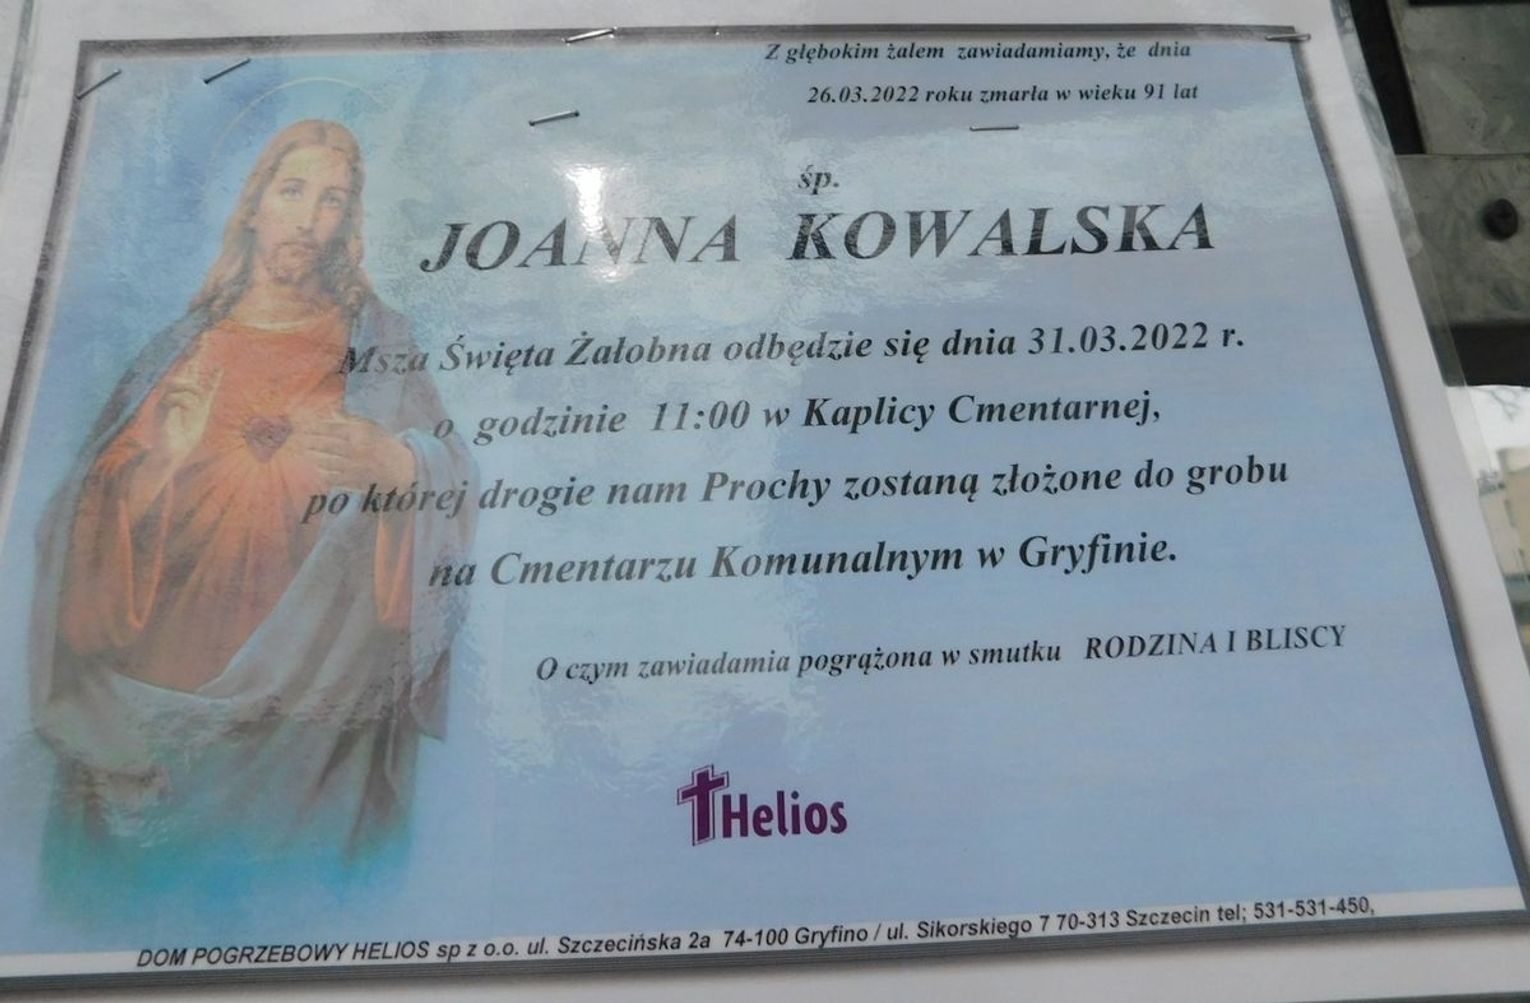 Z głębokim żalem zawiadamiamy, że dnia
26.03.2022 roku zmarła w wieku 91 lat
śp.
JOANNA KOWALSKA
Msza Święta Żałobna odbędzie się dnia 31.03.2022 r.
o godzinie 11:00 w Kaplicy Cmentarnej,
po której drogie nam Prochy zostaną złożone do grobu
na Cmentarzu Komunalnym w Gryfinie.
O czym zawiadamia pogrążona w smutku RODZINA I BLISCY
Helios
DOM POGRZEBOWY HELIOS sp z o.o. ul. Szczecińska 2a 74-100 Gryfino / ul. Sikorskiego 7 70-313 Szczecin tel; 531-531-450,